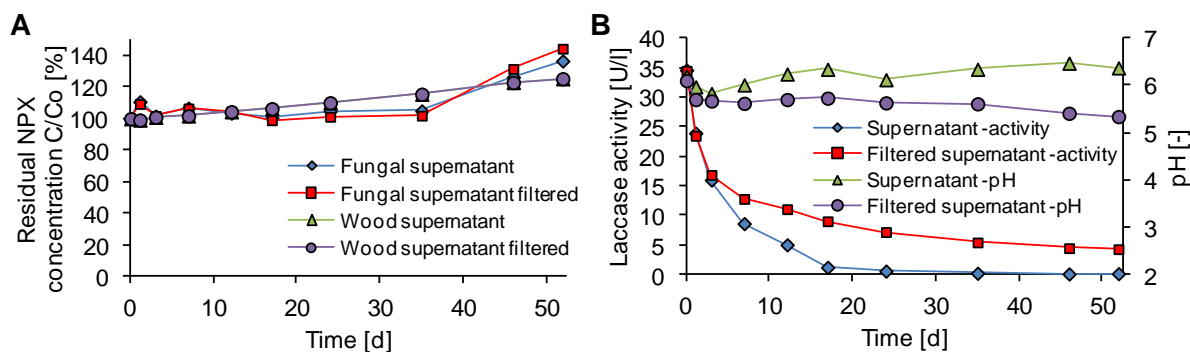 A
Residual NPX
concentration C/Co [%]
140
120
100
80
60
40
20
0
Fungal supernatant
Fungal supernatant filtered
Wood supernatant
Wood supernatant filtered
0 10 20 30 40 50
Time [d]
B
Laccase activity [U/l]
40
35
30
25
20
15
10
5
0
Supernatant -activity
Filtered supernatant -activity
Supernatant -pH
Filtered supernatant -pH
7
6
5
4
3
2
pH [-]
0 10 20 30 40 50
Time [d]